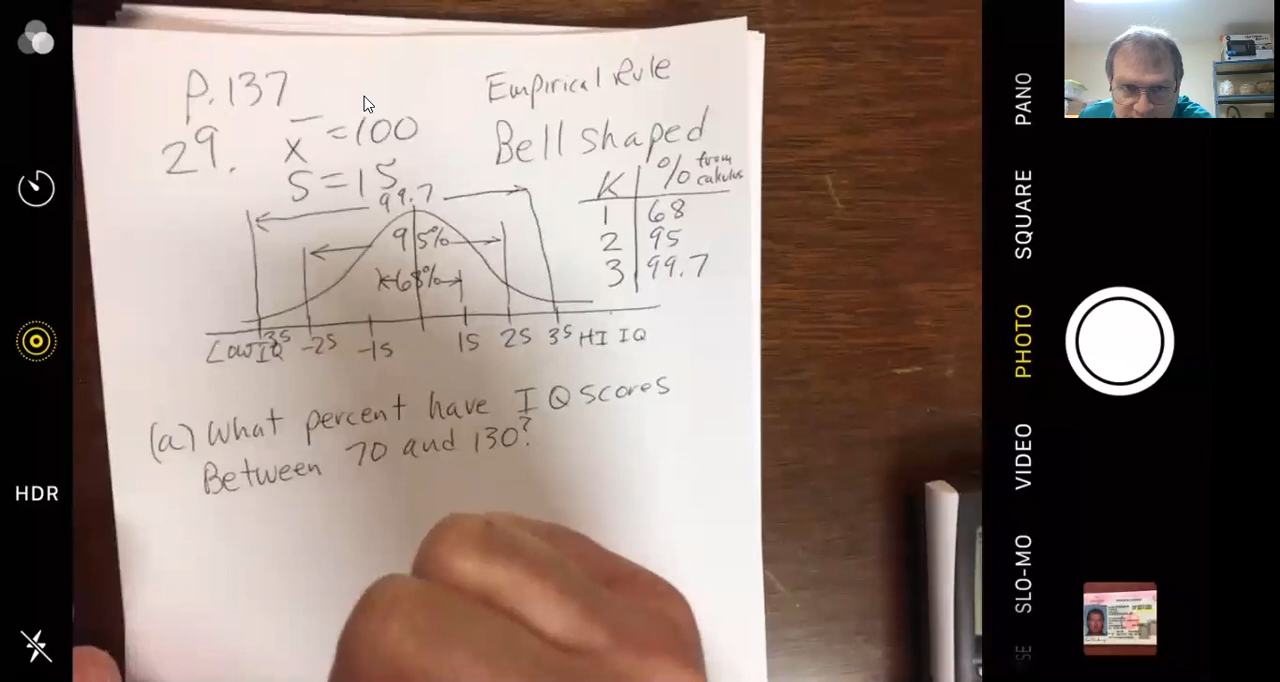 P.137
29. x̄ =100
S=15
Empirical Rule
Bell shaped
K % from calculus
1 68
2 95
3 99.7
99.7
95%
68%
-3S -2S -1S 1S 2S 3S HI IQ
Low IQ
(a) What percent have IQ scores
Between 70 and 130?
HDR
PANO
SQUARE
PHOTO
VIDEO
SLO-MO
SE